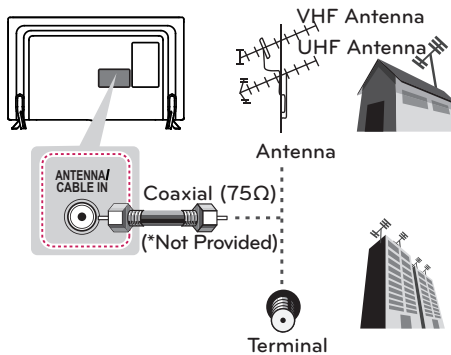 VHF Antenna
UHF Antenna
Antenna
ANTENNA/
CABLE IN
Coaxial (75Ω)
(*Not Provided)
Terminal